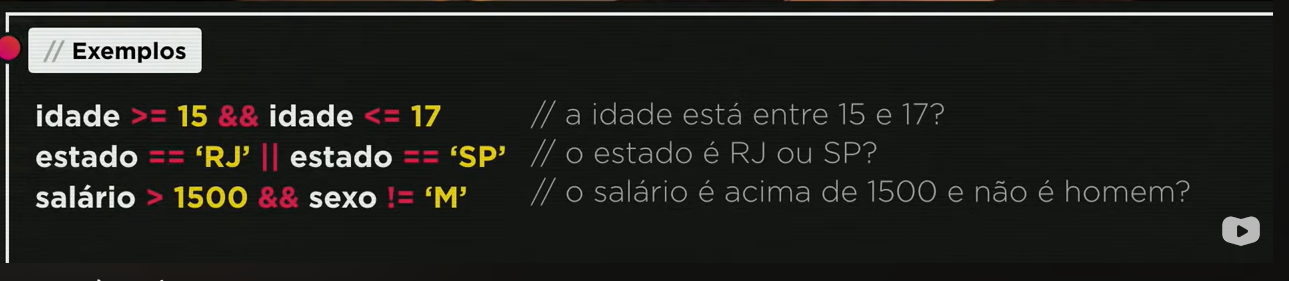 // Exemplos
idade >= 15 && idade <= 17 // a idade está entre 15 e 17?
estado == ‘RJ’ || estado == ‘SP’ // o estado é RJ ou SP?
salário > 1500 && sexo != ‘M’ // o salário é acima de 1500 e não é homem?